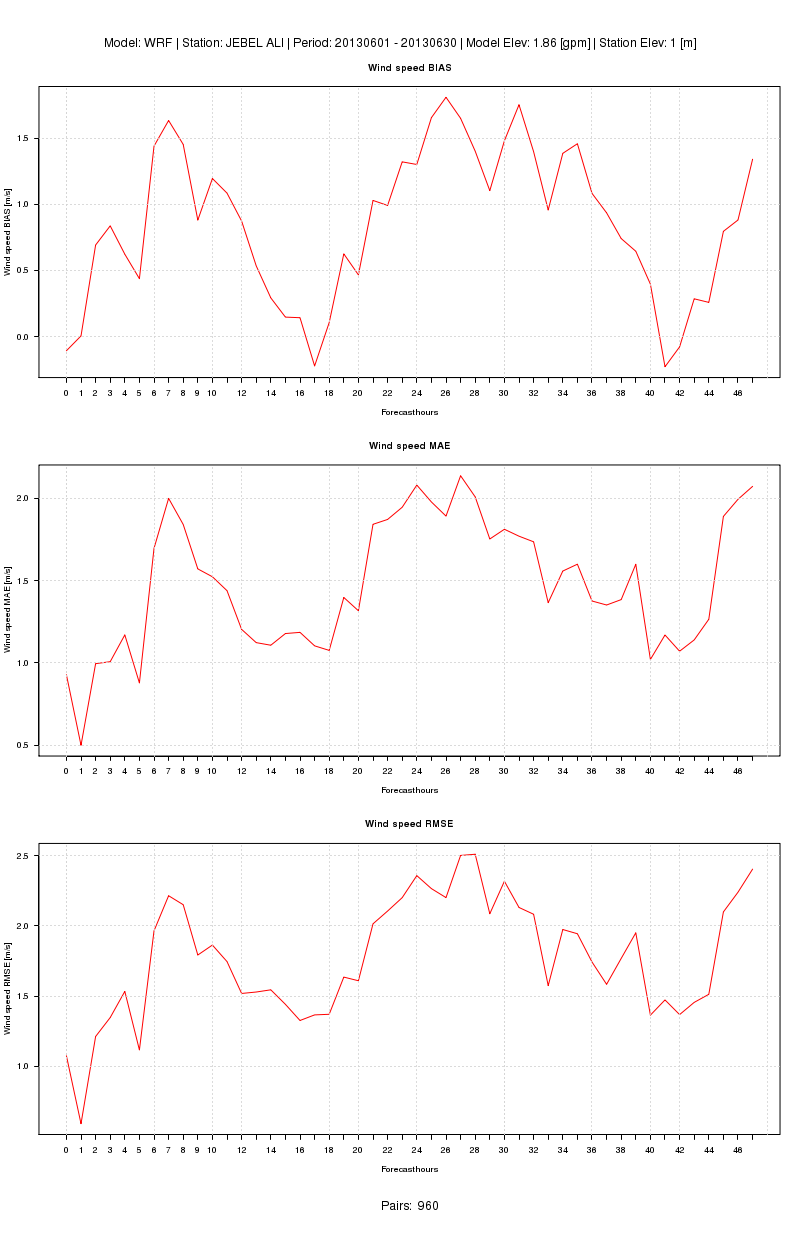 Model: WRF | Station: JEBEL ALI | Period: 20130601 - 20130630 | Model Elev: 1.86 [gpm] | Station Elev: 1 [m]
Wind speed BIAS
Wind speed BIAS [m/s]
1.5
1.0
0.5
0.0
0 1 2 3 4 5 6 7 8 9 10 12 14 16 18 20 22 24 26 28 30 32 34 36 38 40 42 44 46
Forecasthours
Wind speed MAE
Wind speed MAE [m/s]
2.0
1.5
1.0
0.5
0 1 2 3 4 5 6 7 8 9 10 12 14 16 18 20 22 24 26 28 30 32 34 36 38 40 42 44 46
Forecasthours
Wind speed RMSE
Wind speed RMSE [m/s]
2.5
2.0
1.5
1.0
0 1 2 3 4 5 6 7 8 9 10 12 14 16 18 20 22 24 26 28 30 32 34 36 38 40 42 44 46
Forecasthours
Pairs: 960